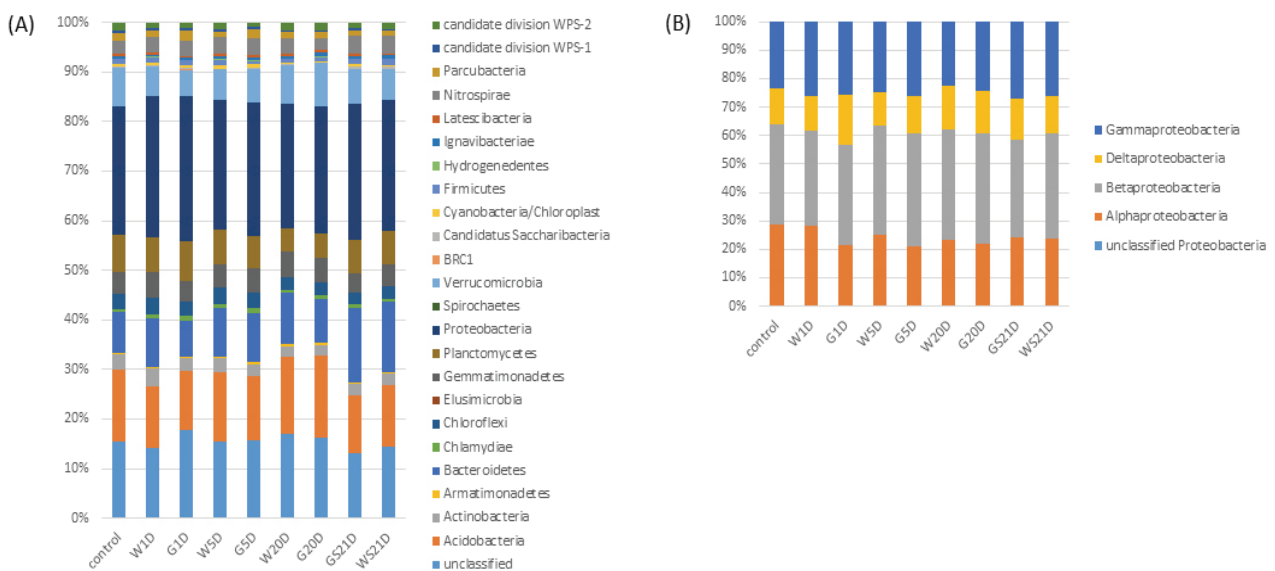 (A)
100%
90%
80%
70%
60%
50%
40%
30%
20%
10%
0%
control
W1D
G1D
W5D
G5D
W20D
G20D
GS21D
WS21D
candidate division WPS-2
candidate division WPS-1
Parcubacteria
Nitrospirae
Latescibacteria
Ignavibacteriae
Hydrogenedentes
Firmicutes
Cyanobacteria/Chloroplast
Candidatus Saccharibacteria
BRC1
Verrucomicrobia
Spirochaetes
Proteobacteria
Planctomycetes
Gemmatimonadetes
Elusimicrobia
Chloroflexi
Chlamydiae
Bacteroidetes
Armatimonadetes
Actinobacteria
Acidobacteria
unclassified
(B)
100%
90%
80%
70%
60%
50%
40%
30%
20%
10%
0%
control
W1D
G1D
W5D
G5D
W20D
G20D
GS21D
WS21D
Gammaproteobacteria
Deltaproteobacteria
Betaproteobacteria
Alphaproteobacteria
unclassified Proteobacteria